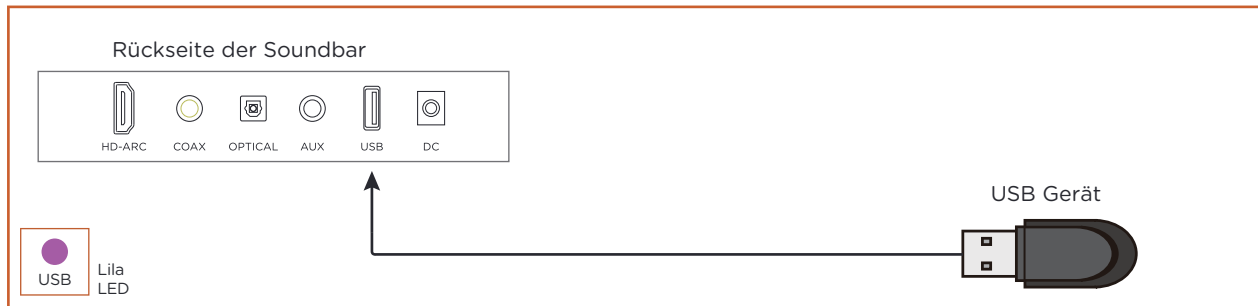 Rückseite der Soundbar
HD-ARC COAX OPTICAL AUX USB DC
USB Gerät
USB
Lila
LED